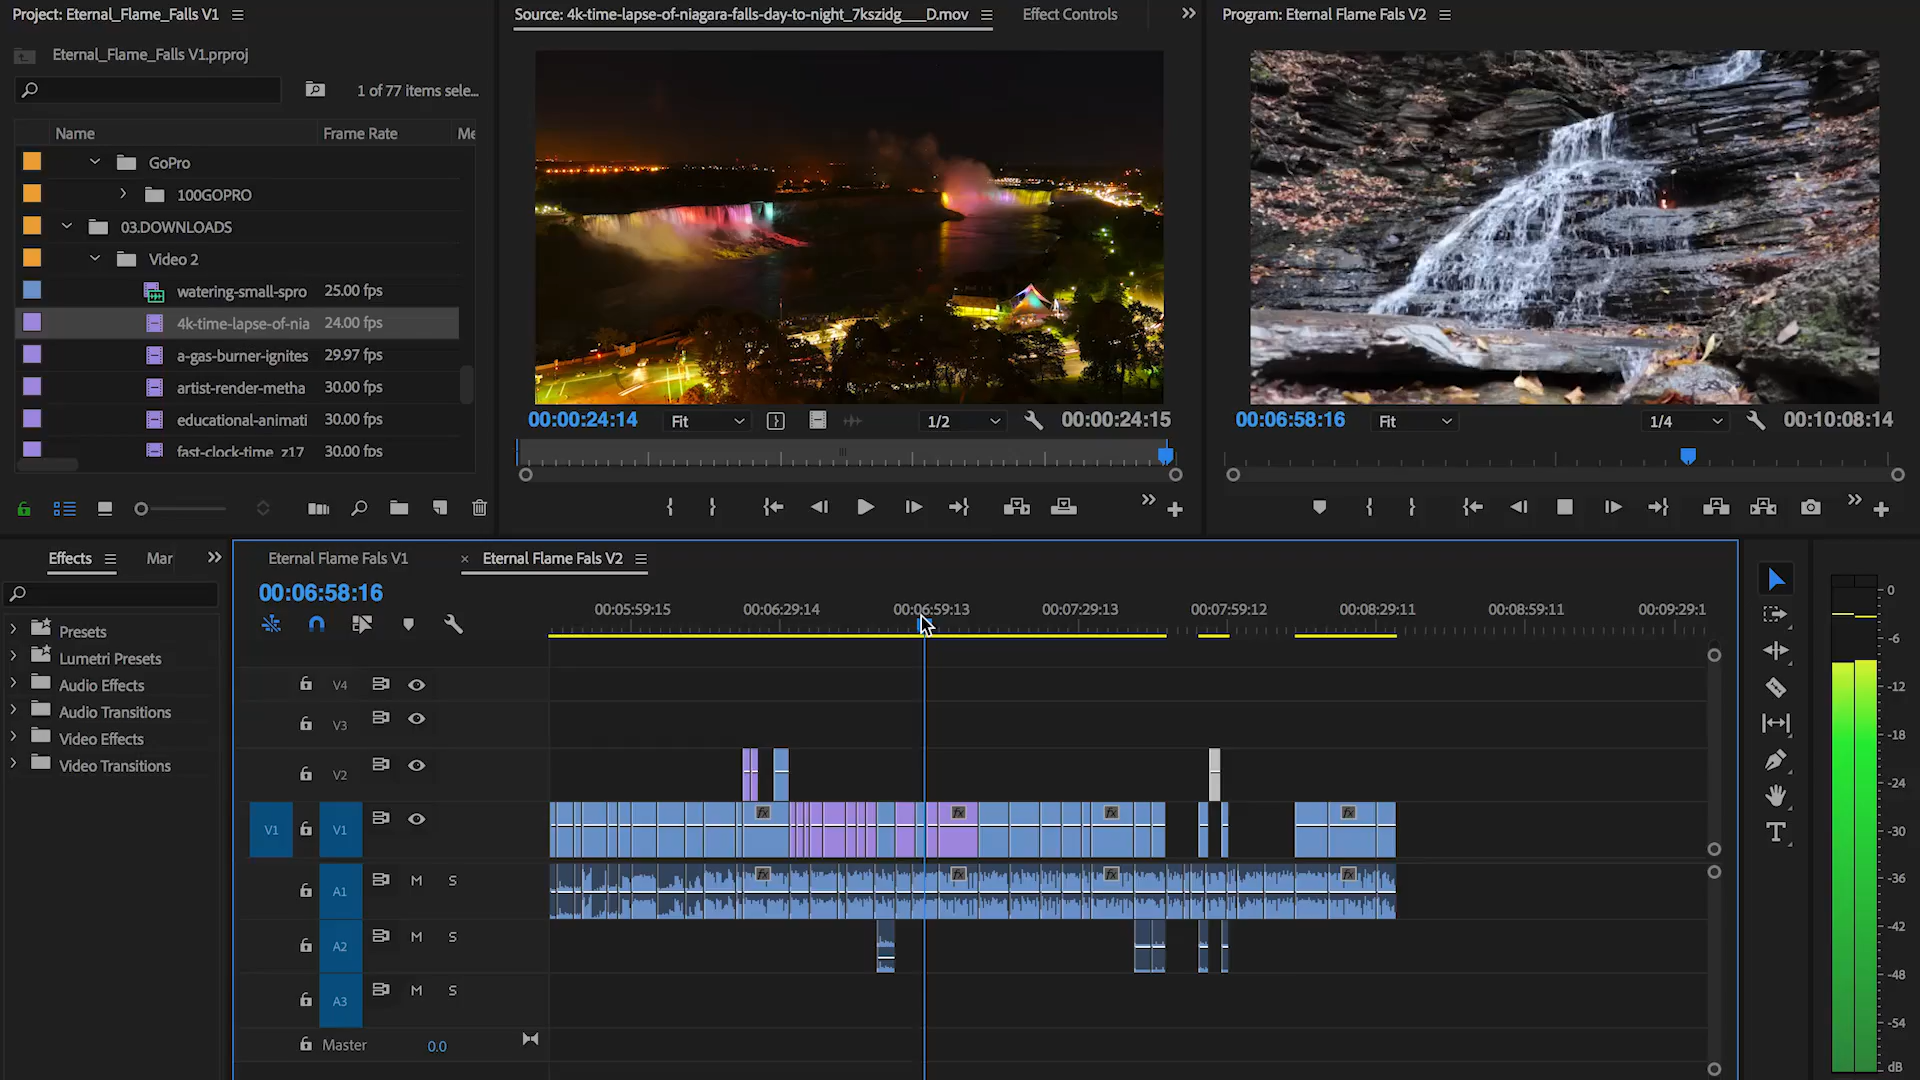 Project: Eternal_Flame_Falls V1
Source: 4k-time-lapse-of-niagara-falls-day-to-night_7kszidg___D.mov
Effect Controls
Program: Eternal Flame Fals V2
Eternal_Flame_Falls V1.prproj
1 of 77 items sele...
Name
Frame Rate
Me
GoPro
100GOPRO
03.DOWNLOADS
Video 2
watering-small-spro 25.00 fps
4k-time-lapse-of-nia 24.00 fps
a-gas-burner-ignites 29.97 fps
artist-render-metha 30.00 fps
educational-animati 30.00 fps
fast-clock-time_z17 30.00 fps
00:00:24:14
Fit
1/2
00:00:24:15
00:06:58:16
Fit
1/4
00:10:08:14
Effects
Mar
Eternal Flame Fals V1
Eternal Flame Fals V2
00:06:58:16
00:05:59:15
00:06:29:14
00:06:59:13
00:07:29:13
00:07:59:12
00:08:29:11
00:08:59:11
00:09:29:1
Presets
Lumetri Presets
Audio Effects
Audio Transitions
Video Effects
Video Transitions
V4
V3
V2
V1
V1
fx
fx
fx
fx
A1
M
S
fx
fx
fx
fx
A2
M
S
A3
M
S
Master
0.0
0
-6
-12
-18
-24
-30
-36
-42
-48
-54
dB